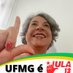 UFMG é
LULA
13